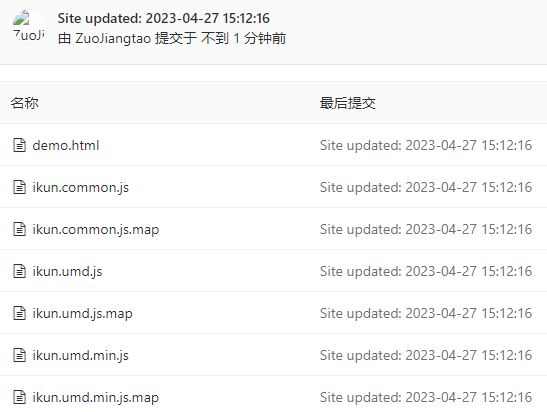 Site updated: 2023-04-27 15:12:16
ZuoJi
由 ZuoJiangtao 提交于 不到 1 分钟前
名称 最后提交
demo.html Site updated: 2023-04-27 15:12:16
ikun.common.js Site updated: 2023-04-27 15:12:16
ikun.common.js.map Site updated: 2023-04-27 15:12:16
ikun.umd.js Site updated: 2023-04-27 15:12:16
ikun.umd.js.map Site updated: 2023-04-27 15:12:16
ikun.umd.min.js Site updated: 2023-04-27 15:12:16
ikun.umd.min.js.map Site updated: 2023-04-27 15:12:16